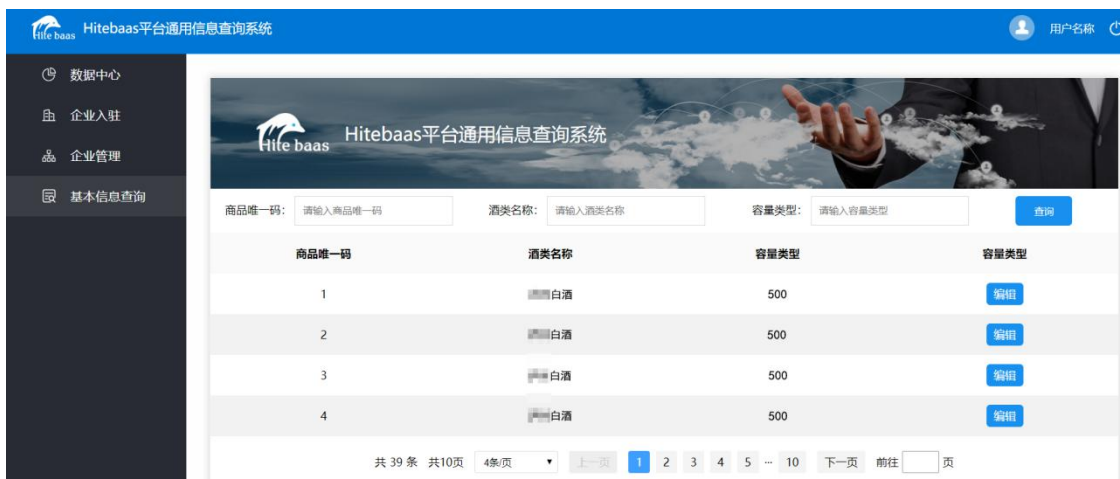 Hite baas Hitebaas平台通用信息查询系统 用户名称
数据中心
企业入驻
企业管理
基本信息查询
Hite baas Hitebaas平台通用信息查询系统
商品唯一码： 请输入商品唯一码 酒类名称： 请输入酒类名称 容量类型： 请输入容量类型 查询
商品唯一码 酒类名称 容量类型 容量类型
1 白酒 500 编辑
2 白酒 500 编辑
3 白酒 500 编辑
4 白酒 500 编辑
共 39 条 共10页 4条/页 上一页 1 2 3 4 5 ··· 10 下一页 前往 页